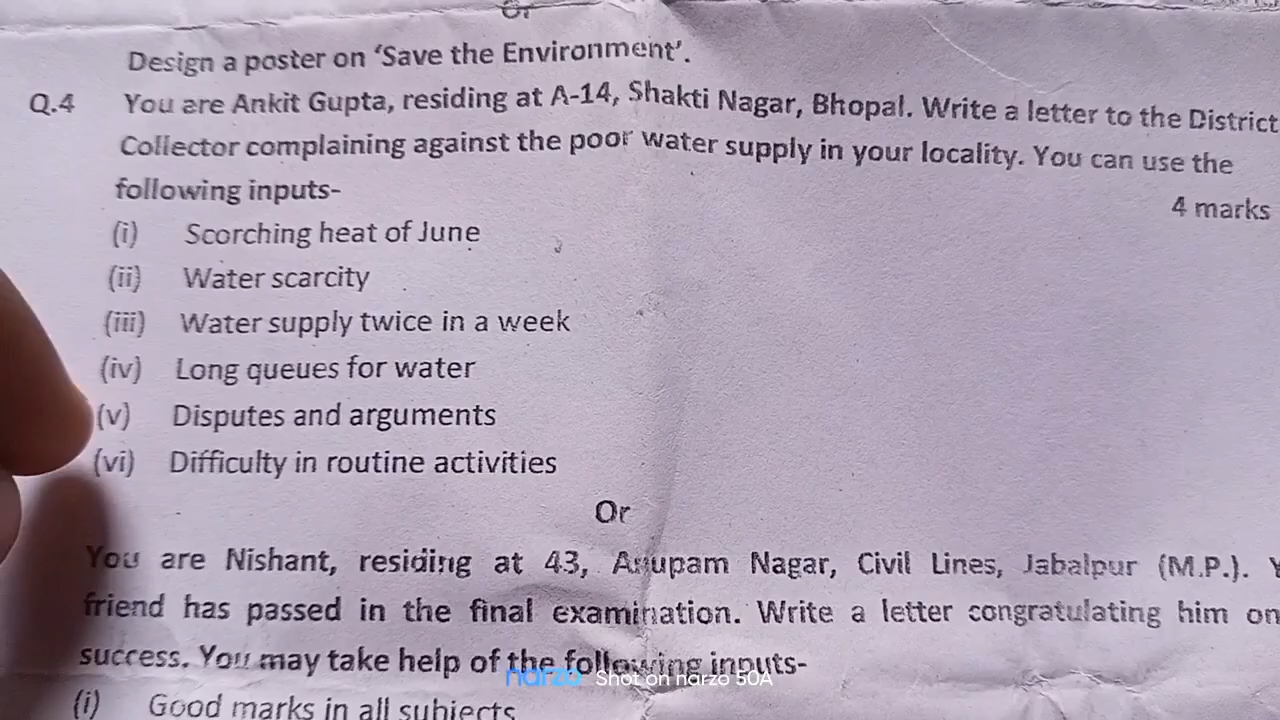 Or
Design a poster on ‘Save the Environment’.
Q.4 You are Ankit Gupta, residing at A-14, Shakti Nagar, Bhopal. Write a letter to the District
Collector complaining against the poor water supply in your locality. You can use the
following inputs-
4 marks
(i) Scorching heat of June
(ii) Water scarcity
(iii) Water supply twice in a week
(iv) Long queues for water
(v) Disputes and arguments
(vi) Difficulty in routine activities
Or
You are Nishant, residing at 43, Anupam Nagar, Civil Lines, Jabalpur (M.P.).
friend has passed in the final examination. Write a letter congratulating him on
success. You may take help of the following inputs-
narzo Shot on narzo 50A
(i) Good marks in all subjects